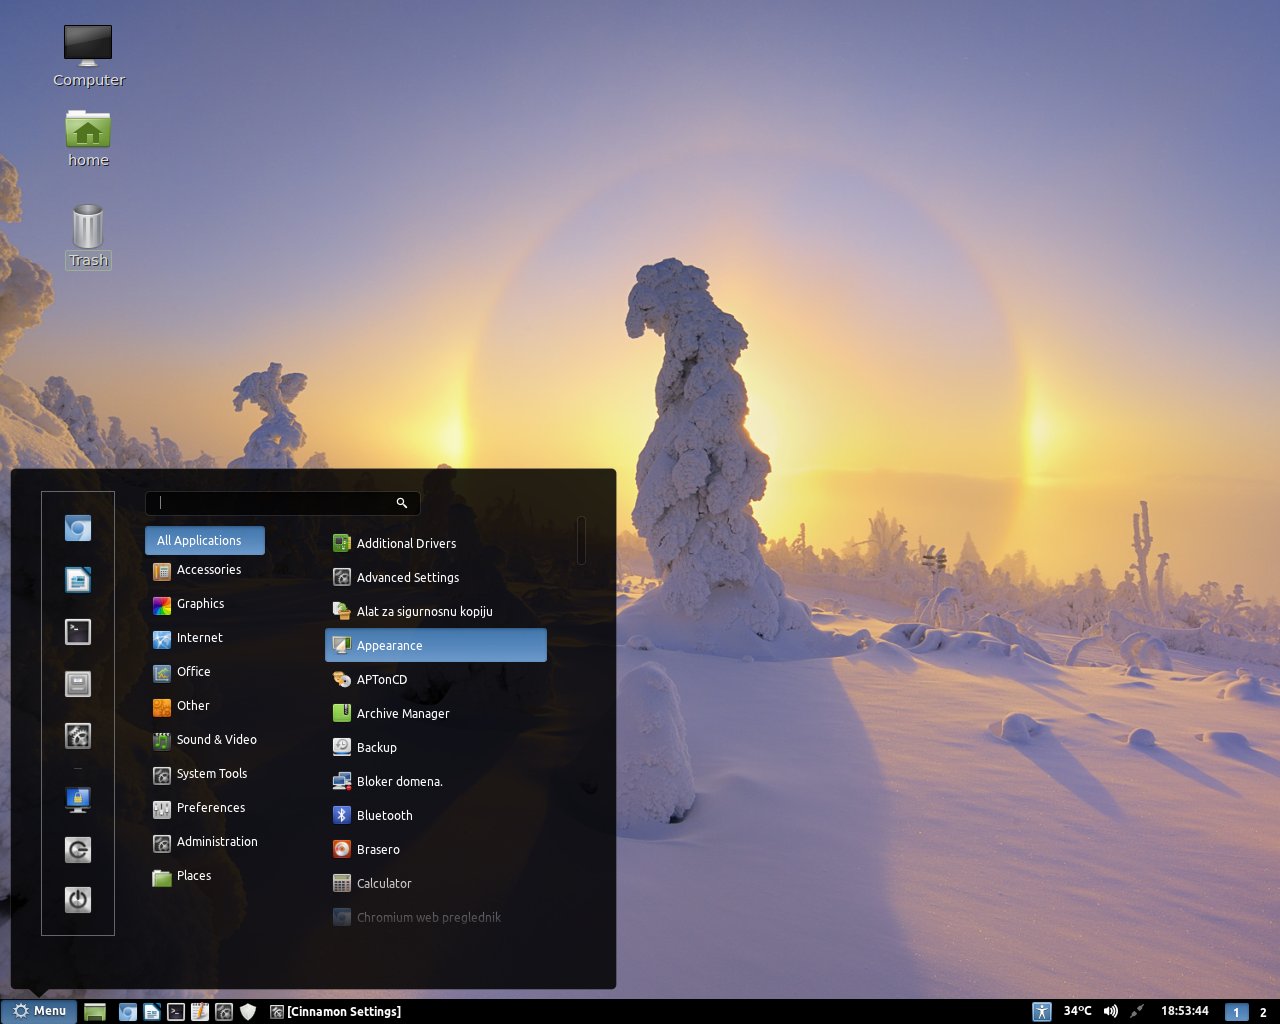 Computer
home
Trash
All Applications
Accessories
Graphics
Internet
Office
Other
Sound & Video
System Tools
Preferences
Administration
Places
Additional Drivers
Advanced Settings
Alat za sigurnosnu kopiju
Appearance
APTonCD
Archive Manager
Backup
Bloker domena.
Bluetooth
Brasero
Calculator
Chromium web preglednik
Menu
[Cinnamon Settings]
34ºC
18:53:44
1
2